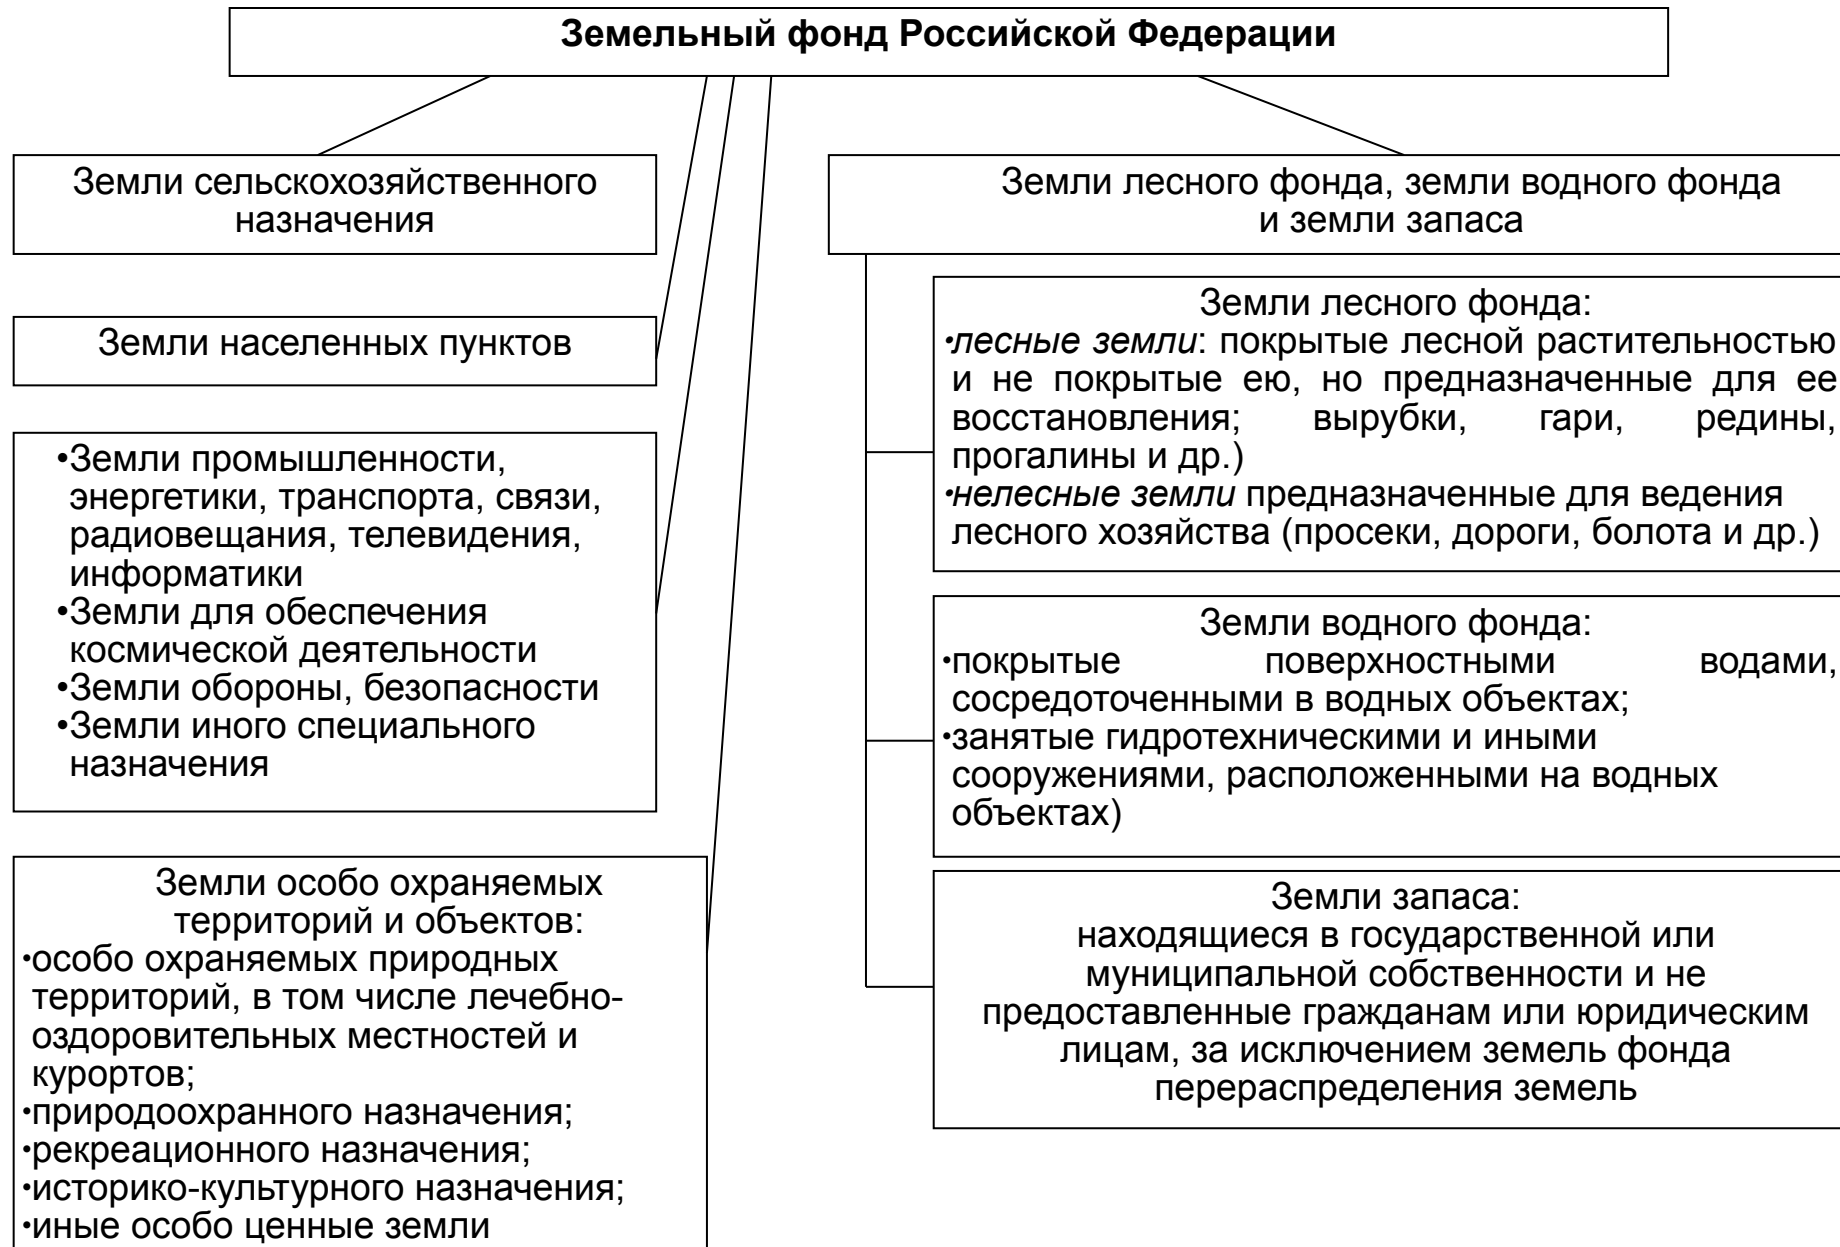 Земельный фонд Российской Федерации
Земли сельскохозяйственного
назначения
Земли населенных пунктов
•Земли промышленности,
энергетики, транспорта, связи,
радиовещания, телевидения,
информатики
•Земли для обеспечения
космической деятельности
•Земли обороны, безопасности
•Земли иного специального
назначения
Земли особо охраняемых
территорий и объектов:
•особо охраняемых природных
территорий, в том числе лечебно-
оздоровительных местностей и
курортов;
•природоохранного назначения;
•рекреационного назначения;
•историко-культурного назначения;
•иные особо ценные земли
Земли лесного фонда, земли водного фонда
и земли запаса
Земли лесного фонда:
•лесные земли: покрытые лесной растительностью
и не покрытые ею, но предназначенные для ее
восстановления; вырубки, гари, редины,
прогалины и др.)
•нелесные земли предназначенные для ведения
лесного хозяйства (просеки, дороги, болота и др.)
Земли водного фонда:
•покрытые поверхностными водами,
сосредоточенными в водных объектах;
•занятые гидротехническими и иными
сооружениями, расположенными на водных
объектах)
Земли запаса:
находящиеся в государственной или
муниципальной собственности и не
предоставленные гражданам или юридическим
лицам, за исключением земель фонда
перераспределения земель